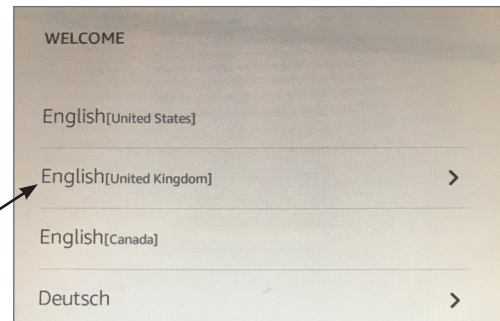 WELCOME
English[United States]
English[United Kingdom]
English[Canada]
Deutsch